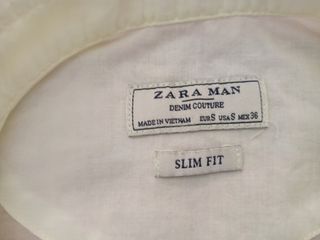 ZARA MAN
DENIM COUTURE
MADE IN VIETNAM EUR S USA S MEX 36
SLIM FIT